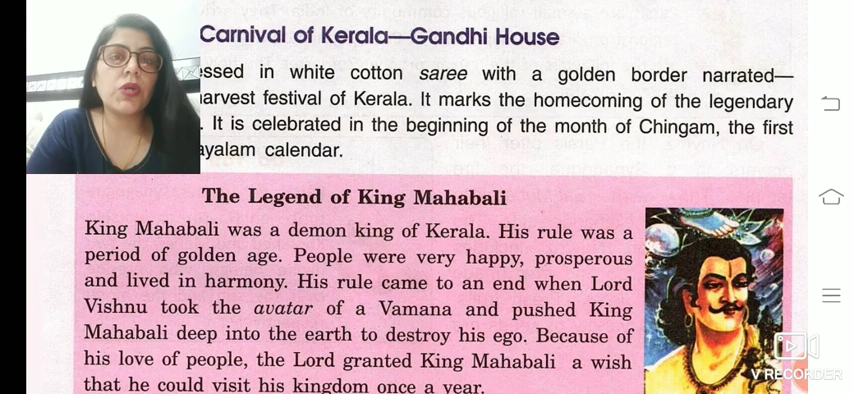 Carnival of Kerala—Gandhi House
essed in white cotton saree with a golden border narrated—
arvest festival of Kerala. It marks the homecoming of the legendary
. It is celebrated in the beginning of the month of Chingam, the first
ayalam calendar.
The Legend of King Mahabali
King Mahabali was a demon king of Kerala. His rule was a
period of golden age. People were very happy, prosperous
and lived in harmony. His rule came to an end when Lord
Vishnu took the avatar of a Vamana and pushed King
Mahabali deep into the earth to destroy his ego. Because of
his love of people, the Lord granted King Mahabali a wish
that he could visit his kingdom once a year.
V RECORDER